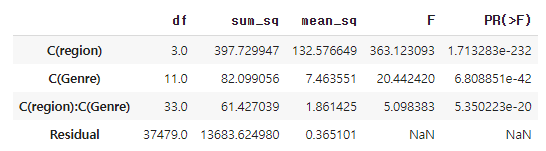 df sum_sq mean_sq F PR(>F)
C(region) 3.0 397.729947 132.576649 363.123093 1.713283e-232
C(Genre) 11.0 82.099056 7.463551 20.442420 6.808851e-42
C(region):C(Genre) 33.0 61.427039 1.861425 5.098383 5.350223e-20
Residual 37479.0 13683.624980 0.365101 NaN NaN